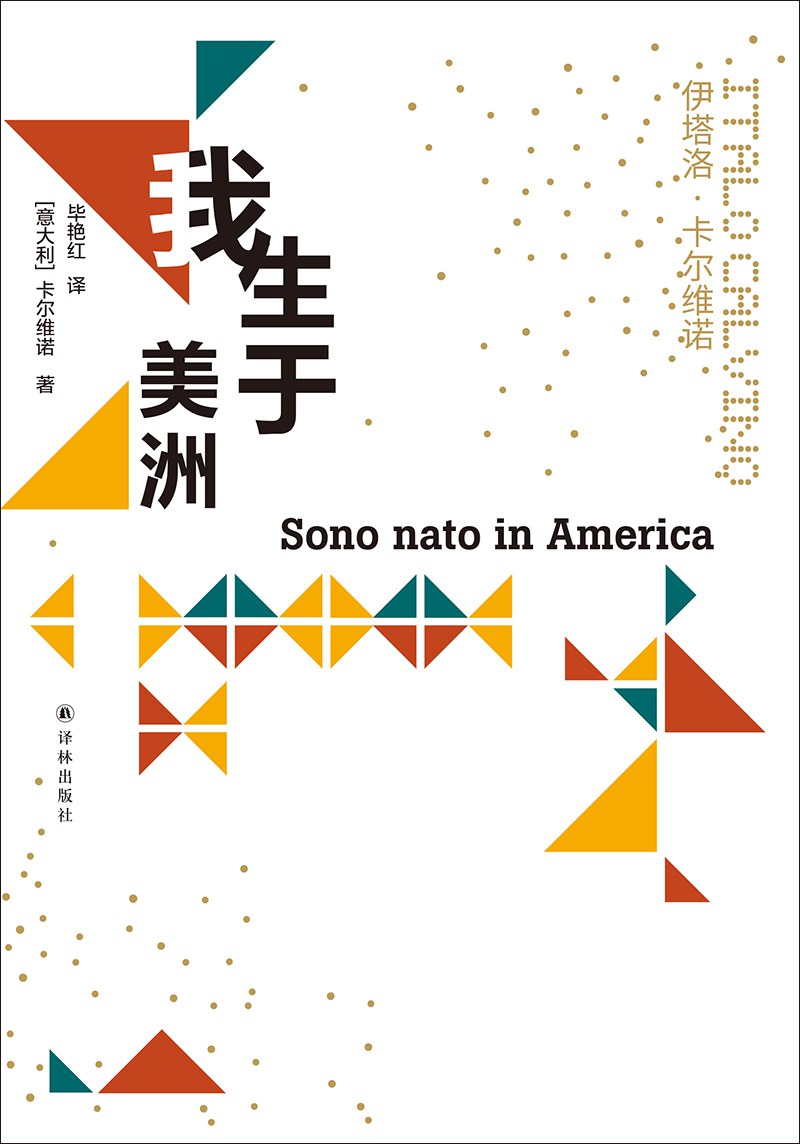 伊塔洛·卡尔维诺
ITALO CALVINO
我生于
美洲
[意大利] 卡尔维诺 著
毕艳红 译
Sono nato in America
译林出版社